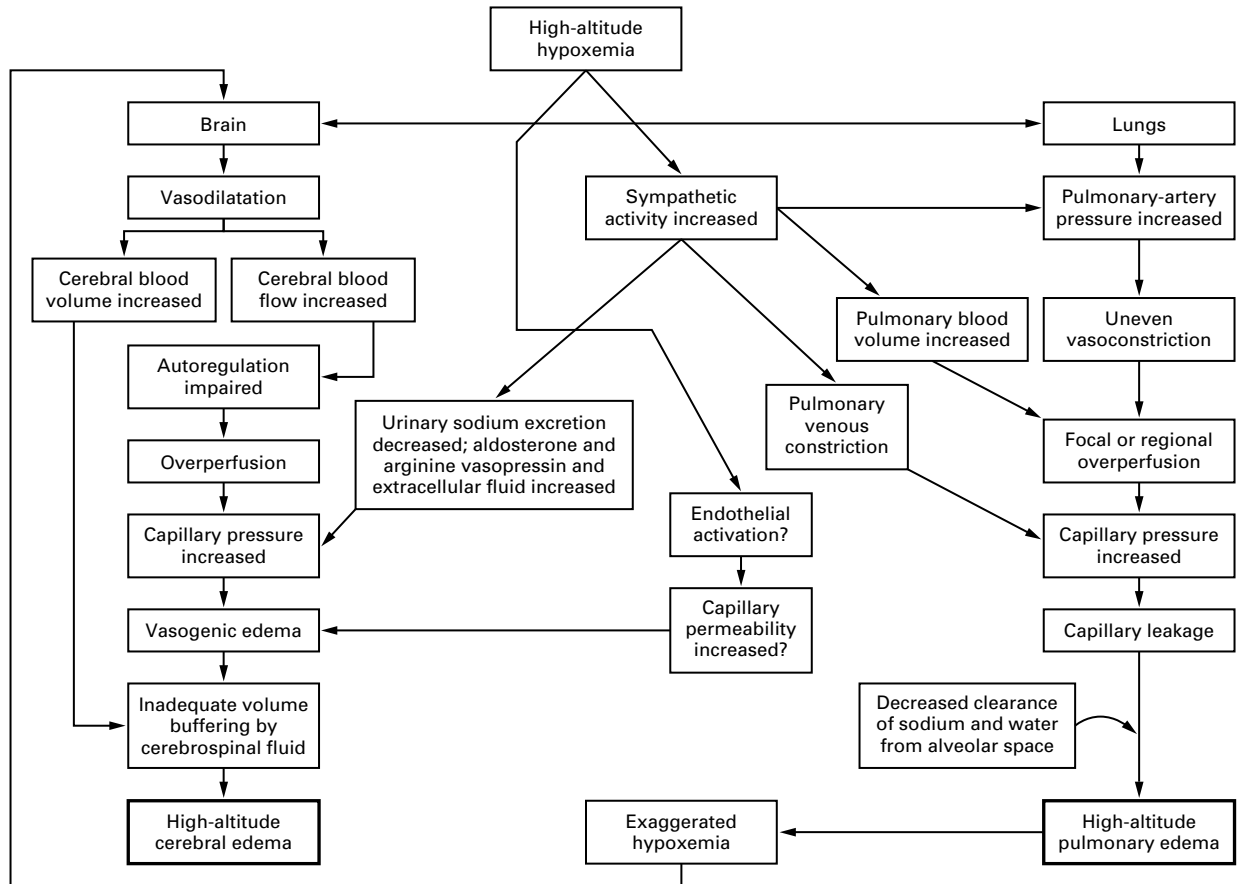 High-altitude
hypoxemia
Brain
Lungs
Vasodilatation
Sympathetic
activity increased
Pulmonary-artery
pressure increased
Cerebral blood
volume increased
Cerebral blood
flow increased
Pulmonary blood
volume increased
Uneven
vasoconstriction
Autoregulation
impaired
Urinary sodium excretion
decreased; aldosterone and
arginine vasopressin and
extracellular fluid increased
Pulmonary
venous
constriction
Focal or regional
overperfusion
Overperfusion
Endothelial
activation?
Capillary pressure
increased
Capillary pressure
increased
Vasogenic edema
Capillary
permeability
increased?
Capillary leakage
Inadequate volume
buffering by
cerebrospinal fluid
Decreased clearance
of sodium and water
from alveolar space
High-altitude
cerebral edema
Exaggerated
hypoxemia
High-altitude
pulmonary edema